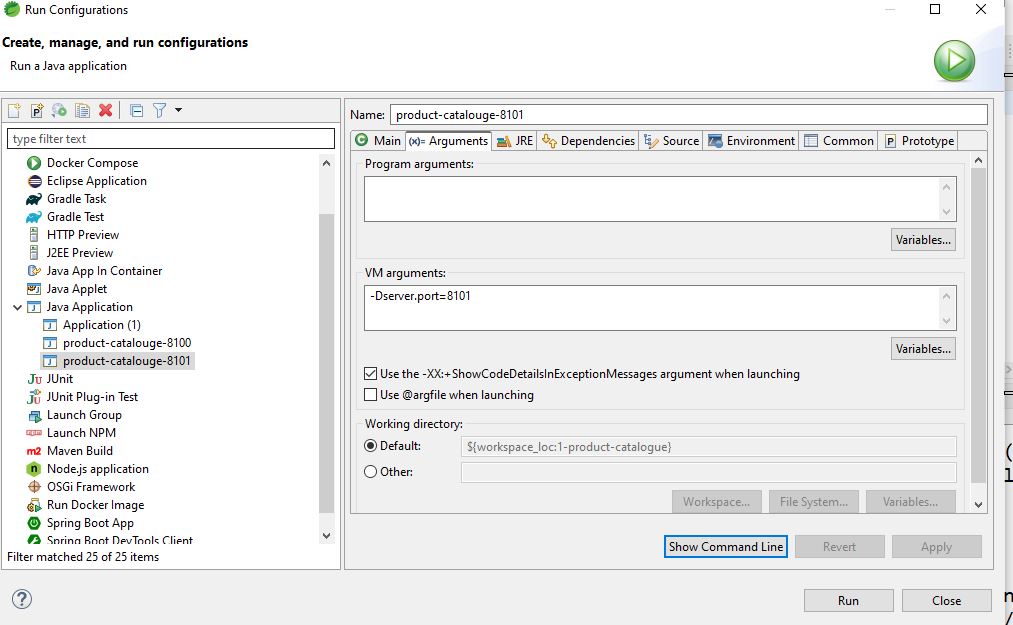 Run Configurations
Create, manage, and run configurations
Run a Java application
type filter text
Docker Compose
Eclipse Application
Gradle Task
Gradle Test
HTTP Preview
J2EE Preview
Java App In Container
Java Applet
Java Application
Application (1)
product-catalouge-8100
product-catalouge-8101
JUnit
JUnit Plug-in Test
Launch Group
Launch NPM
Maven Build
Node.js application
OSGi Framework
Run Docker Image
Spring Boot App
Spring Boot DevTools Client
Filter matched 25 of 25 items
Name: product-catalouge-8101
Main (x)= Arguments JRE Dependencies Source Environment Common Prototype
Program arguments:
Variables...
VM arguments:
-Dserver.port=8101
Variables...
Use the -XX:+ShowCodeDetailsInExceptionMessages argument when launching
Use @argfile when launching
Working directory:
Default: ${workspace_loc:1-product-catalogue}
Other:
Workspace... File System... Variables...
Show Command Line Revert Apply
Run Close